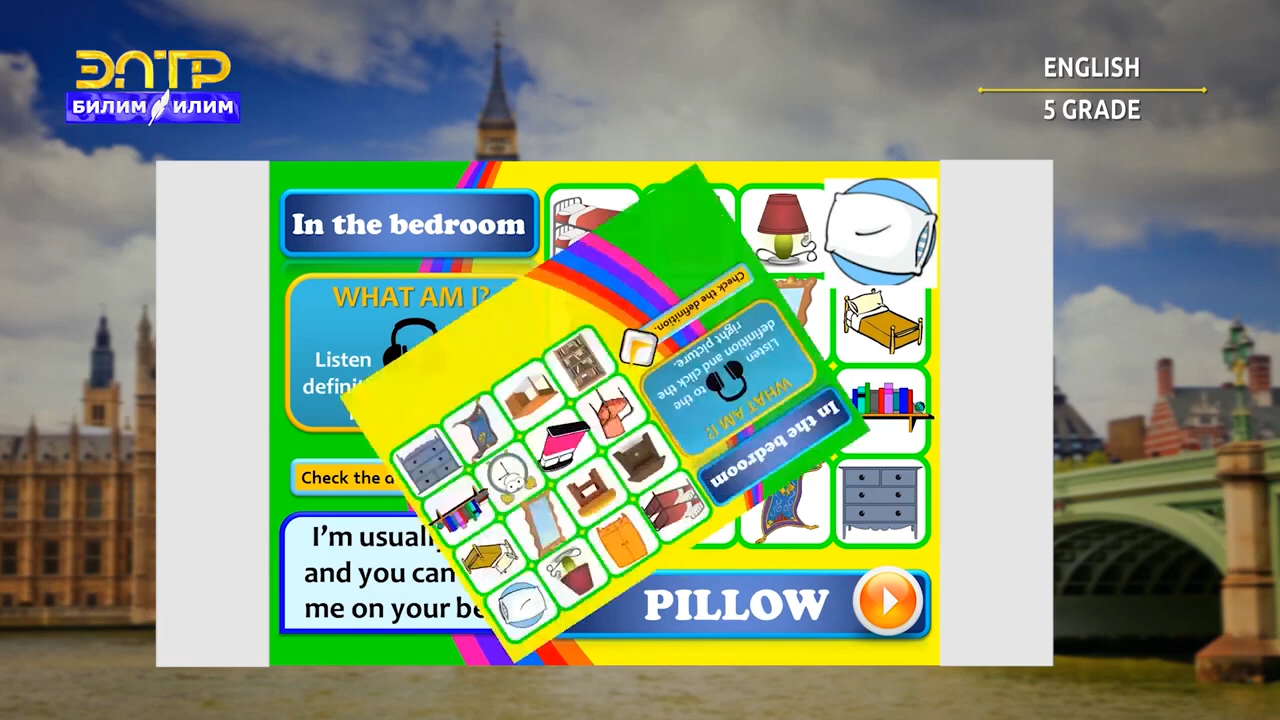 ЭЛТР
БИЛИМ ИЛИМ
ENGLISH
5 GRADE
In the bedroom
WHAT AM I?
Listen
Check the
I'm
and you can
me on your
PILLOW
Check the definition.
Listen to the
definition and click the
right picture.
WHAT AM I?
In the bedroom